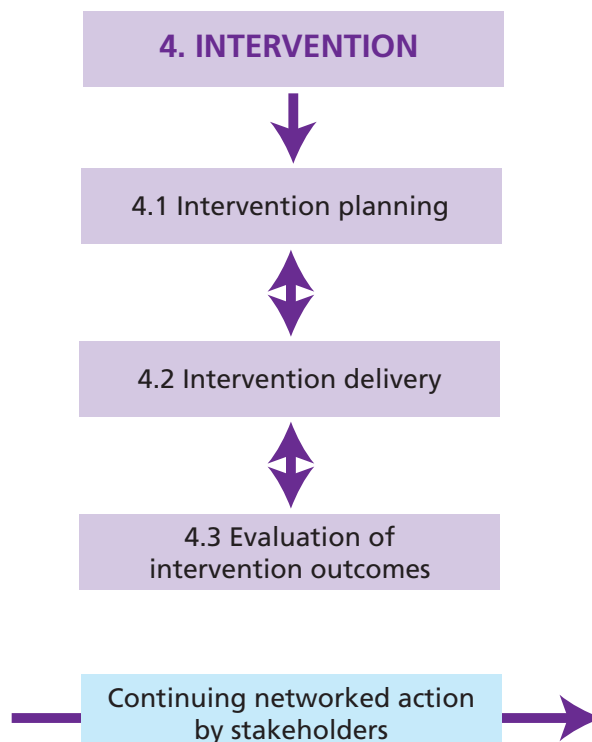 4. INTERVENTION
4.1 Intervention planning
4.2 Intervention delivery
4.3 Evaluation of
intervention outcomes
Continuing networked action
by stakeholders